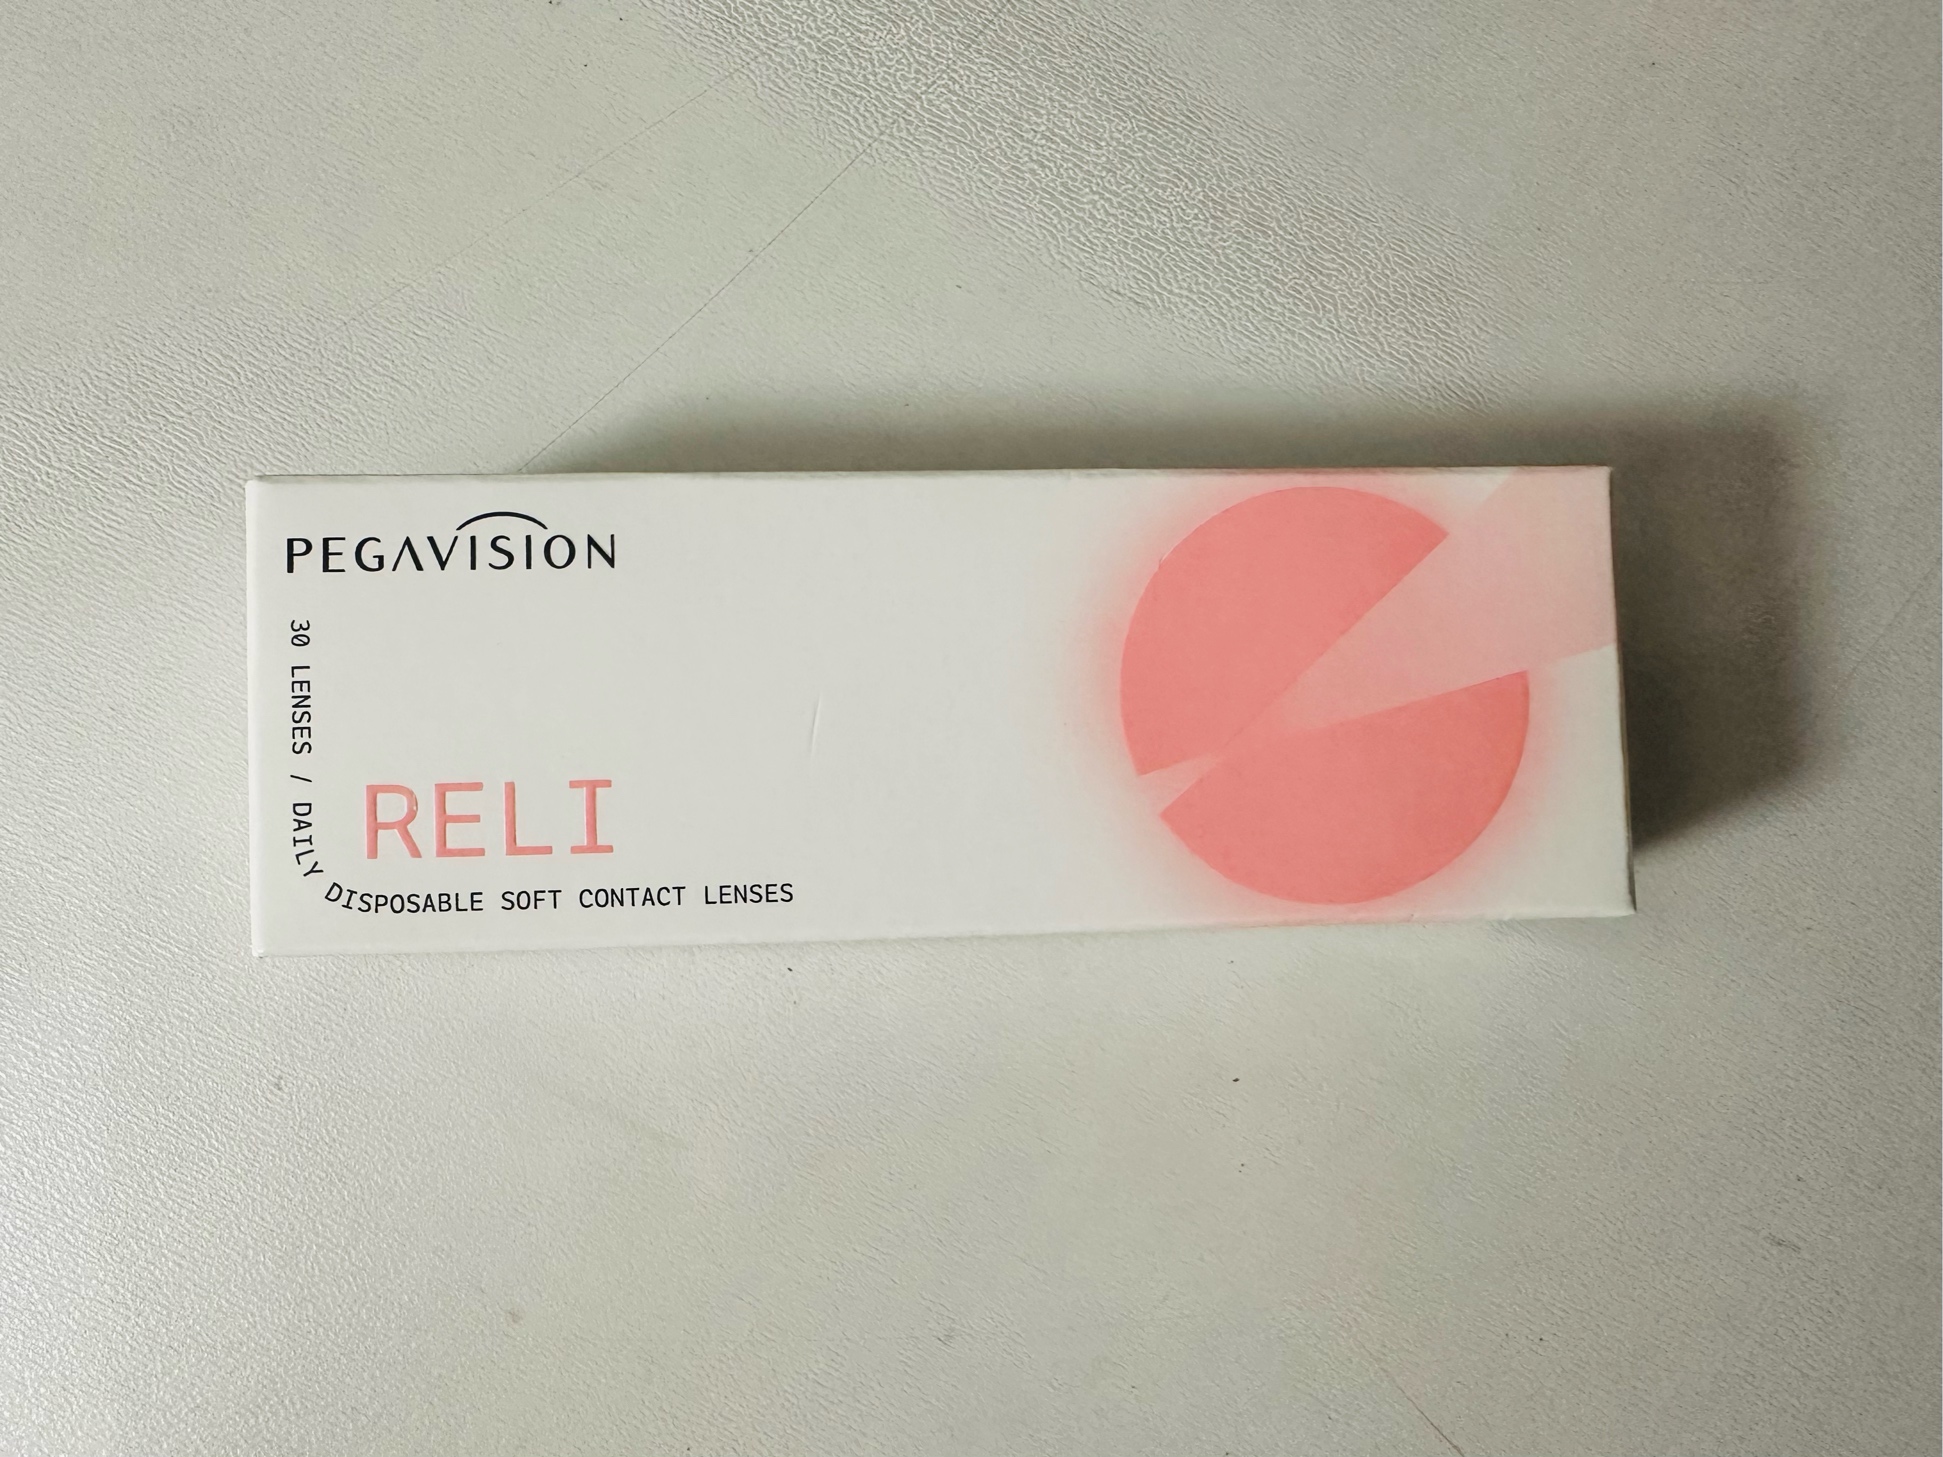 PEGAVISION
30 LENSES / DAILY DISPOSABLE SOFT CONTACT LENSES
RELI